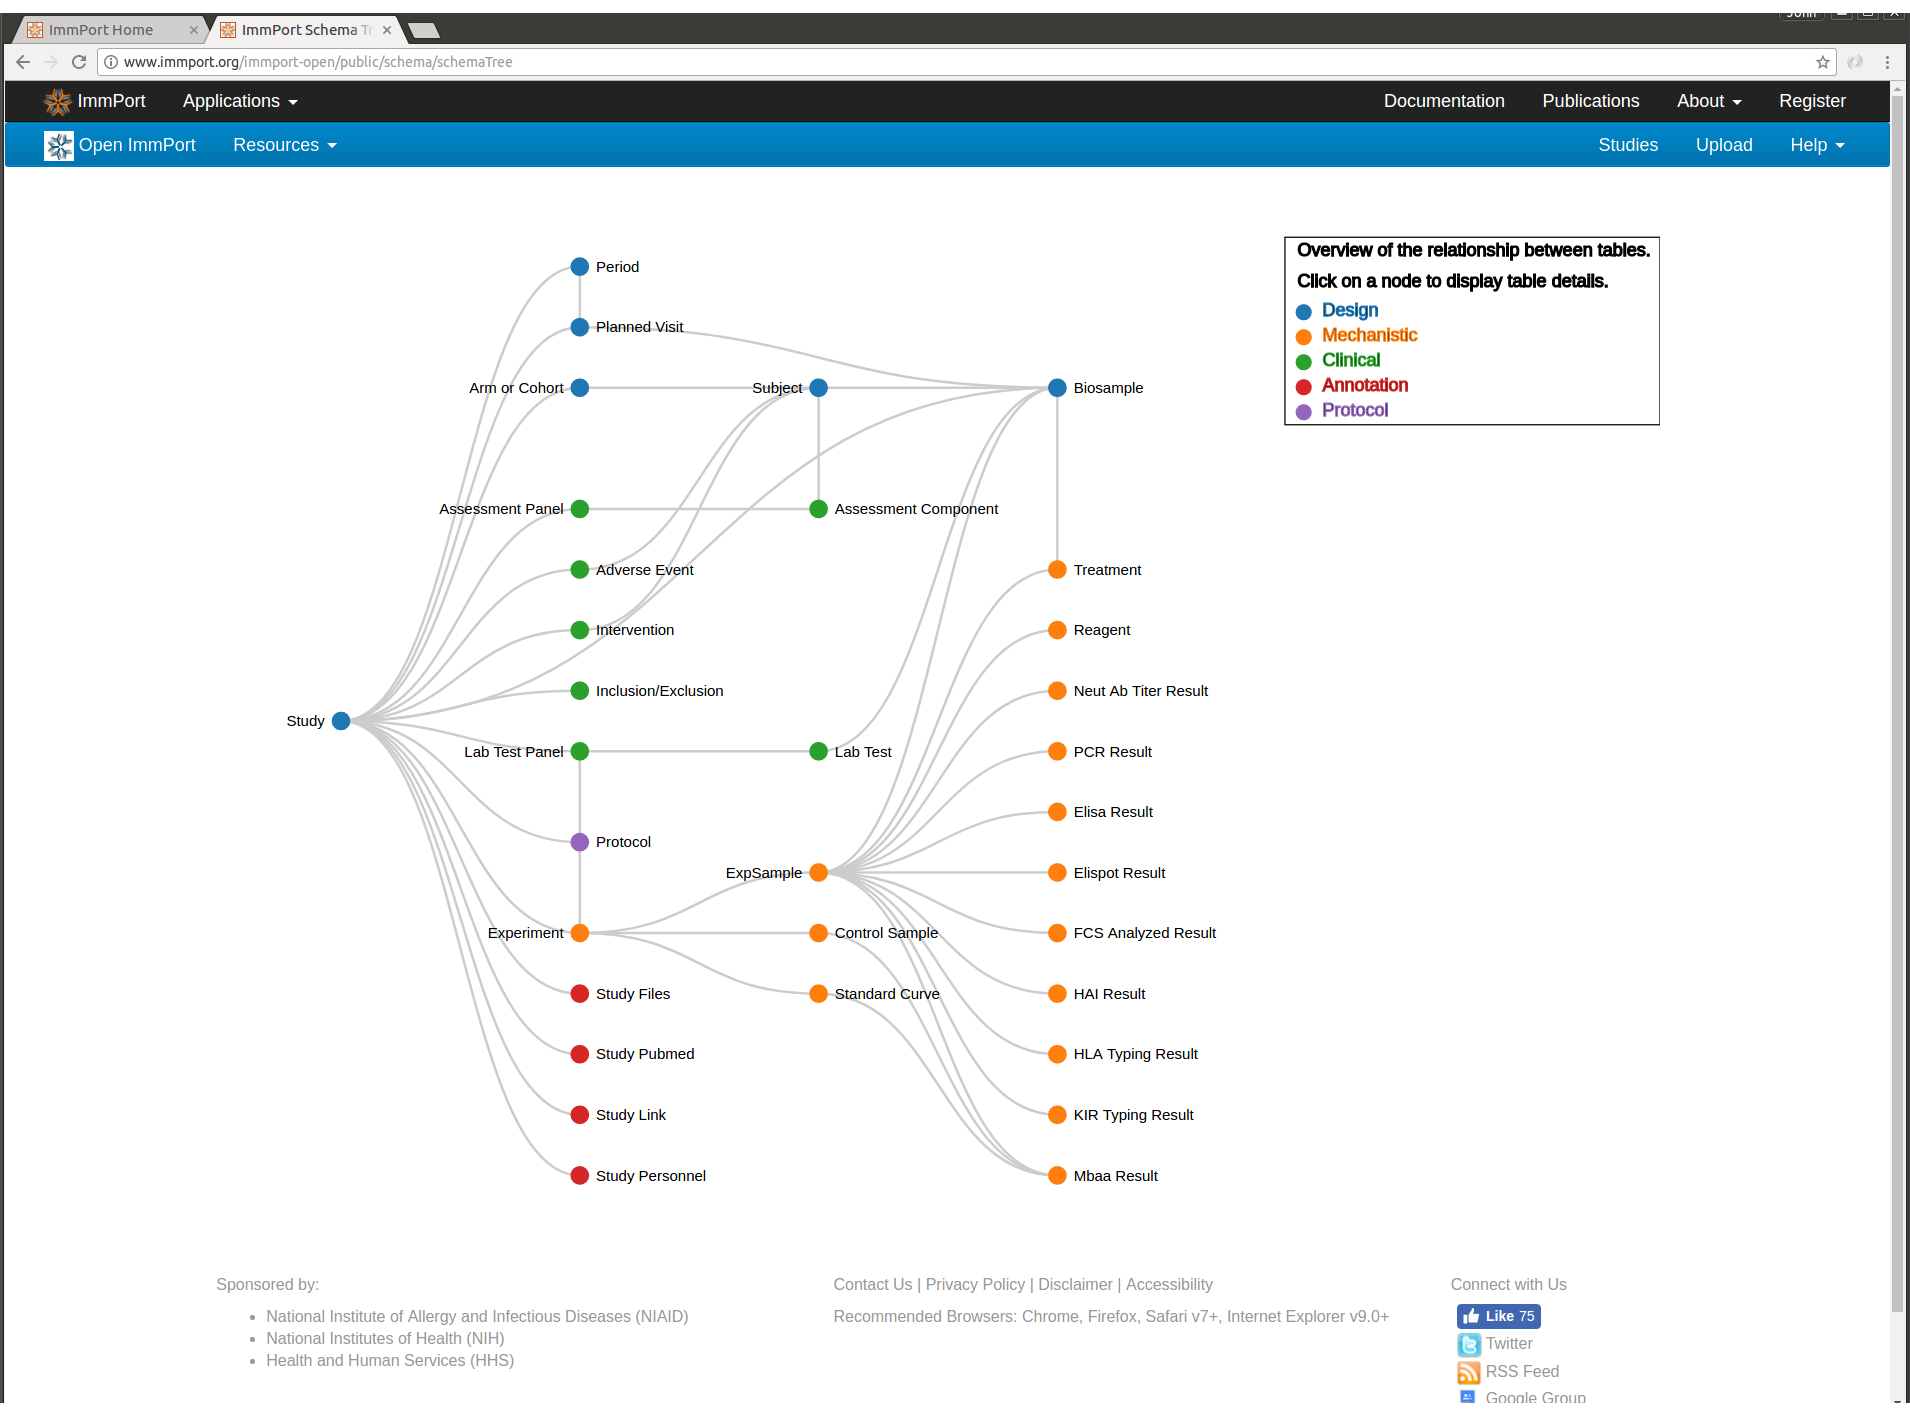 John
ImmPort Home
ImmPort Schema Tr
www.immport.org/immport-open/public/schema/schemaTree
ImmPort Applications Documentation Publications About Register
Open ImmPort Resources Studies Upload Help
Overview of the relationship between tables.
Click on a node to display table details.
Design
Mechanistic
Clinical
Annotation
Protocol
Period
Planned Visit
Arm or Cohort Subject Biosample
Assessment Panel Assessment Component
Adverse Event Treatment
Intervention Reagent
Inclusion/Exclusion Neut Ab Titer Result
Study
Lab Test Panel Lab Test PCR Result
Elisa Result
Protocol
ExpSample Elispot Result
Experiment Control Sample FCS Analyzed Result
Study Files Standard Curve HAI Result
Study Pubmed HLA Typing Result
Study Link KIR Typing Result
Study Personnel Mbaa Result
Sponsored by:
National Institute of Allergy and Infectious Diseases (NIAID)
National Institutes of Health (NIH)
Health and Human Services (HHS)
Contact Us | Privacy Policy | Disclaimer | Accessibility
Recommended Browsers: Chrome, Firefox, Safari v7+, Internet Explorer v9.0+
Connect with Us
Like 75
Twitter
RSS Feed
Google Group